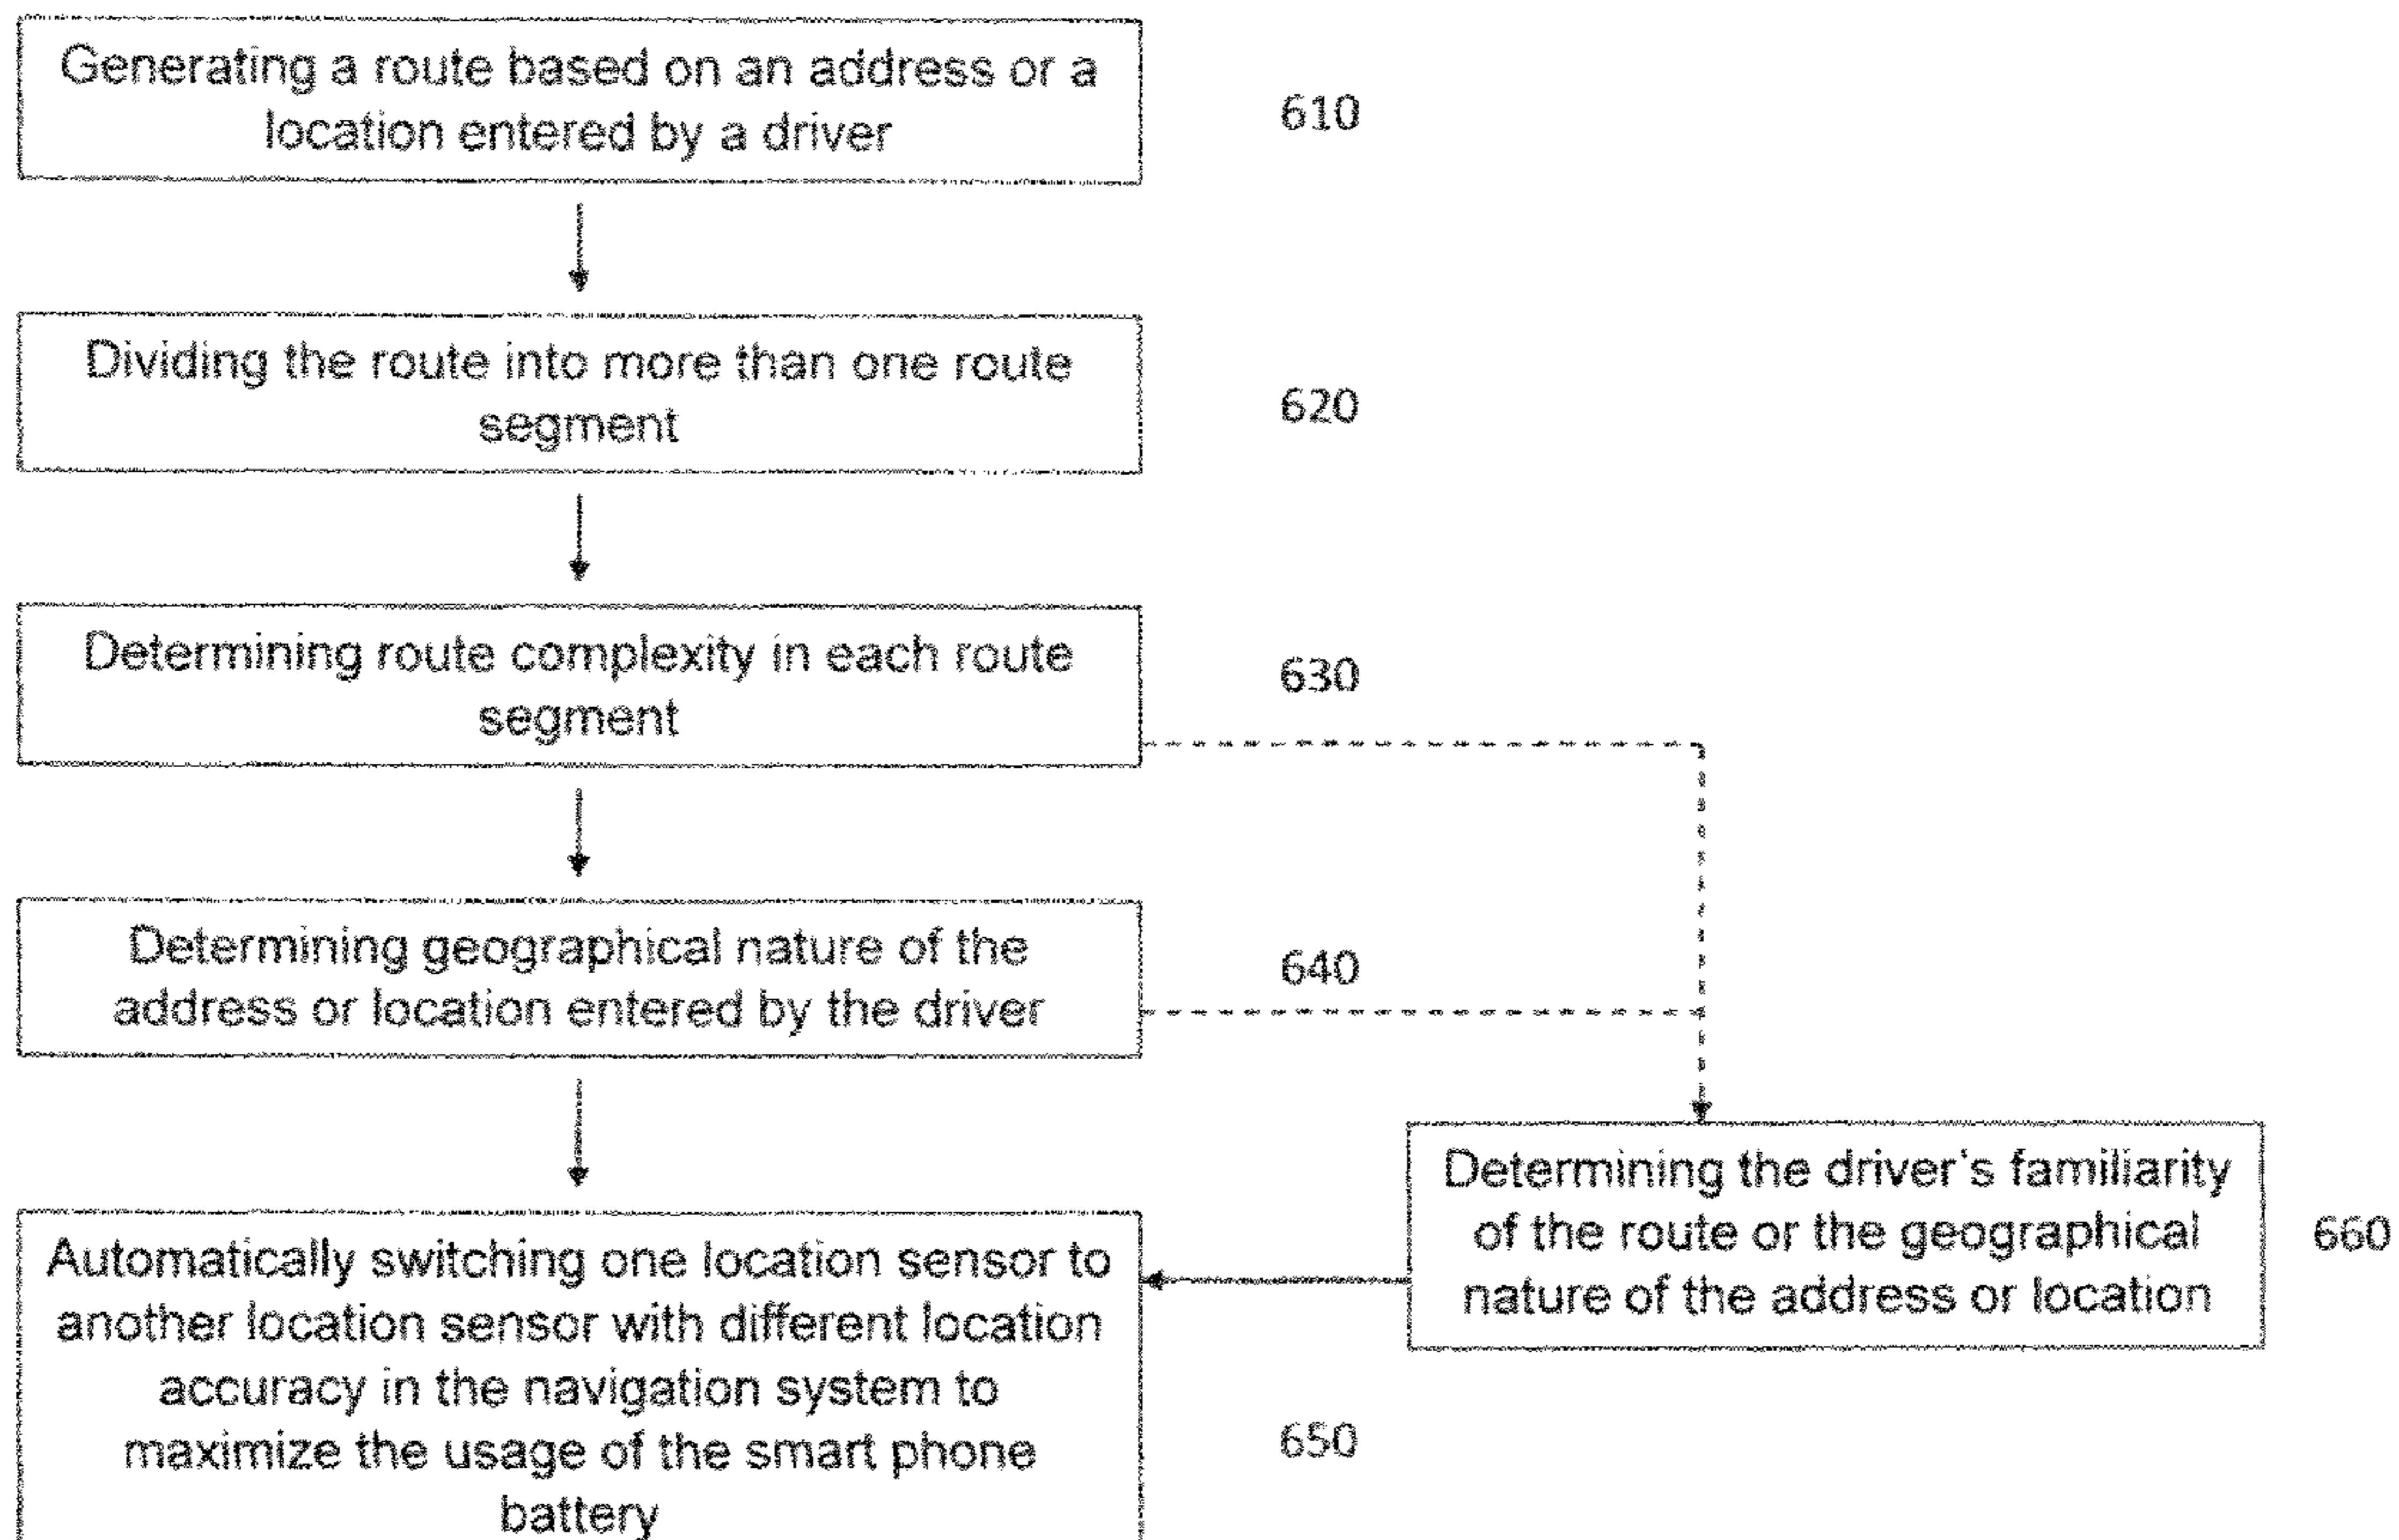 Generating a route based on an address or a
location entered by a driver
610
Dividing the route into more than one route
segment
620
Determining route complexity in each route
segment
630
Determining geographical nature of the
address or location entered by the driver
640
Determining the driver's familiarity
of the route or the geographical
nature of the address or location
660
Automatically switching one location sensor to
another location sensor with different location
accuracy in the navigation system to
maximize the usage of the smart phone
battery
650